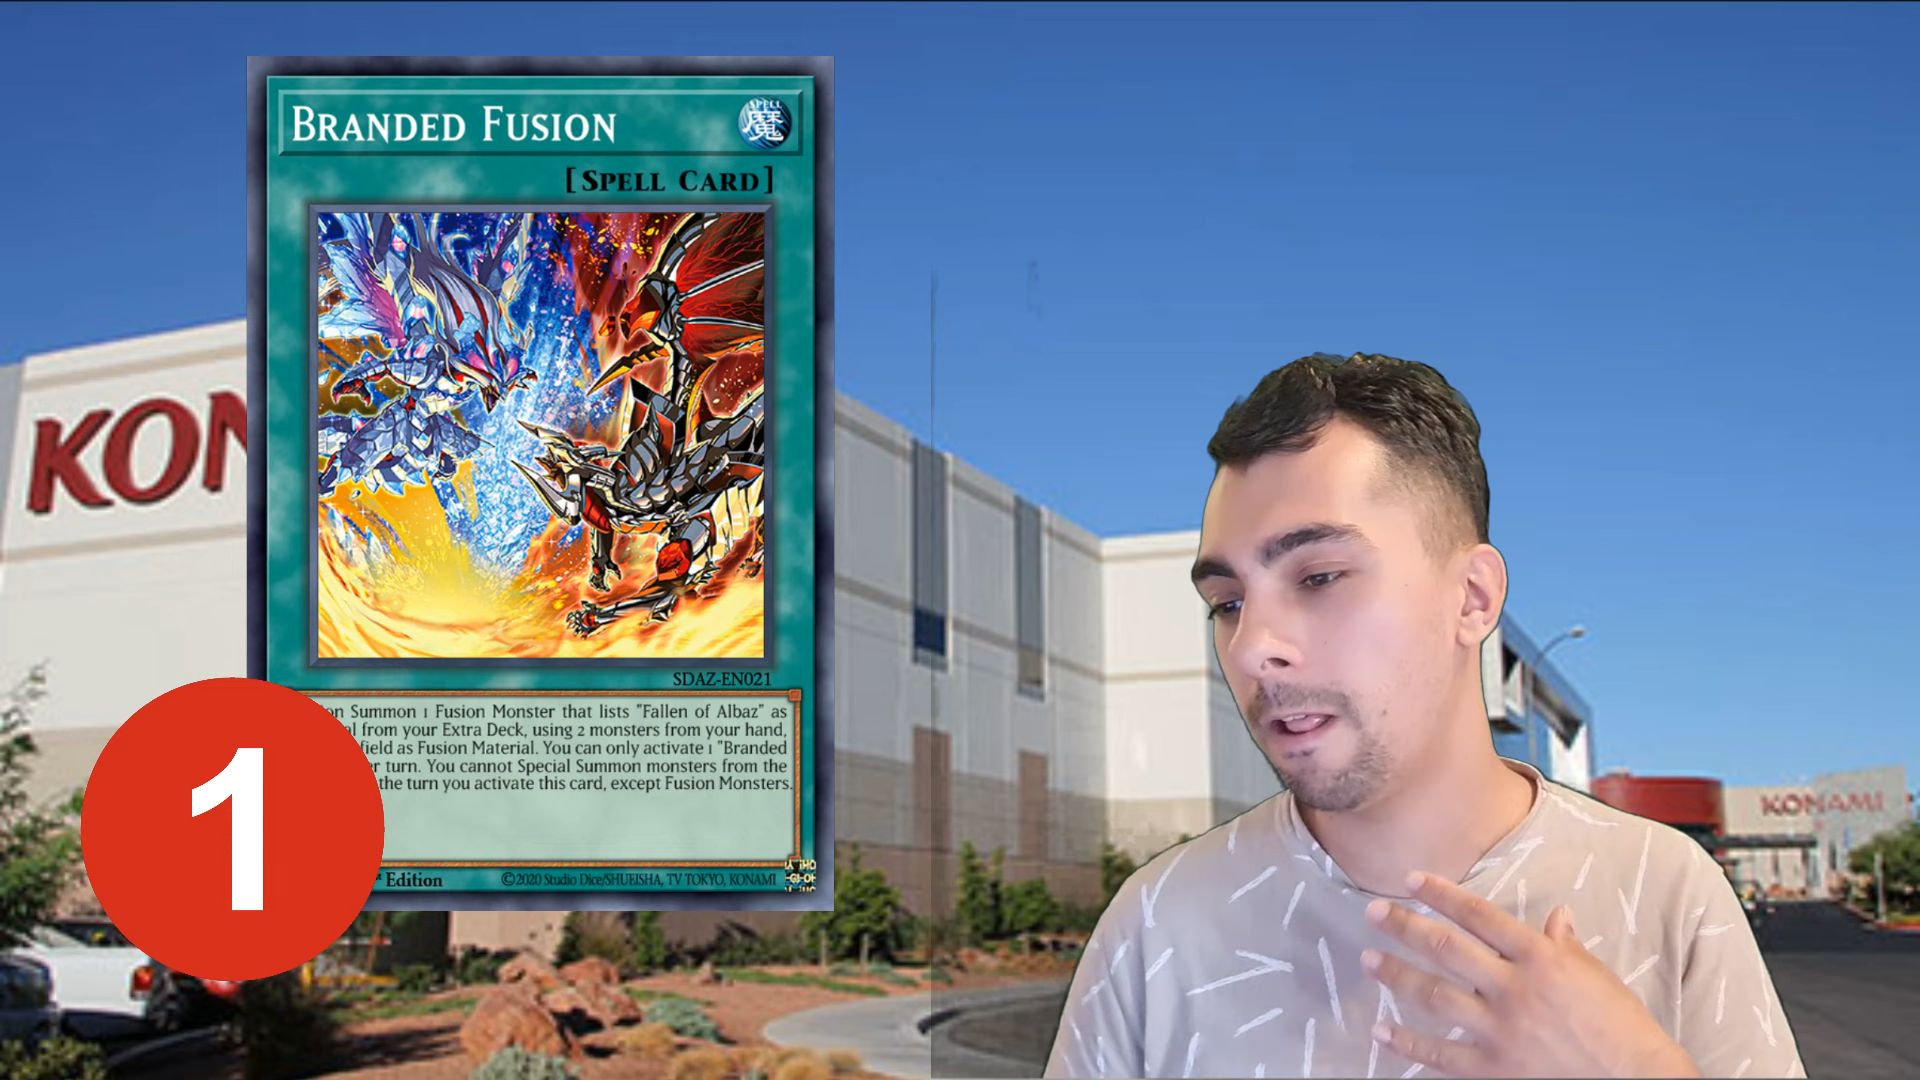 BRANDED FUSION
SPELL
魔
[SPELL CARD]
KON
SDAZ-EN021
on Summon 1 Fusion Monster that lists "Fallen of Albaz" as
al from your Extra Deck, using 2 monsters from your hand,
field as Fusion Material. You can only activate 1 "Branded
er turn. You cannot Special Summon monsters from the
the turn you activate this card, except Fusion Monsters.
1
Edition
©2020 Studio Dice/SHUEISHA, TV TOKYO, KONAMI
KONAMI